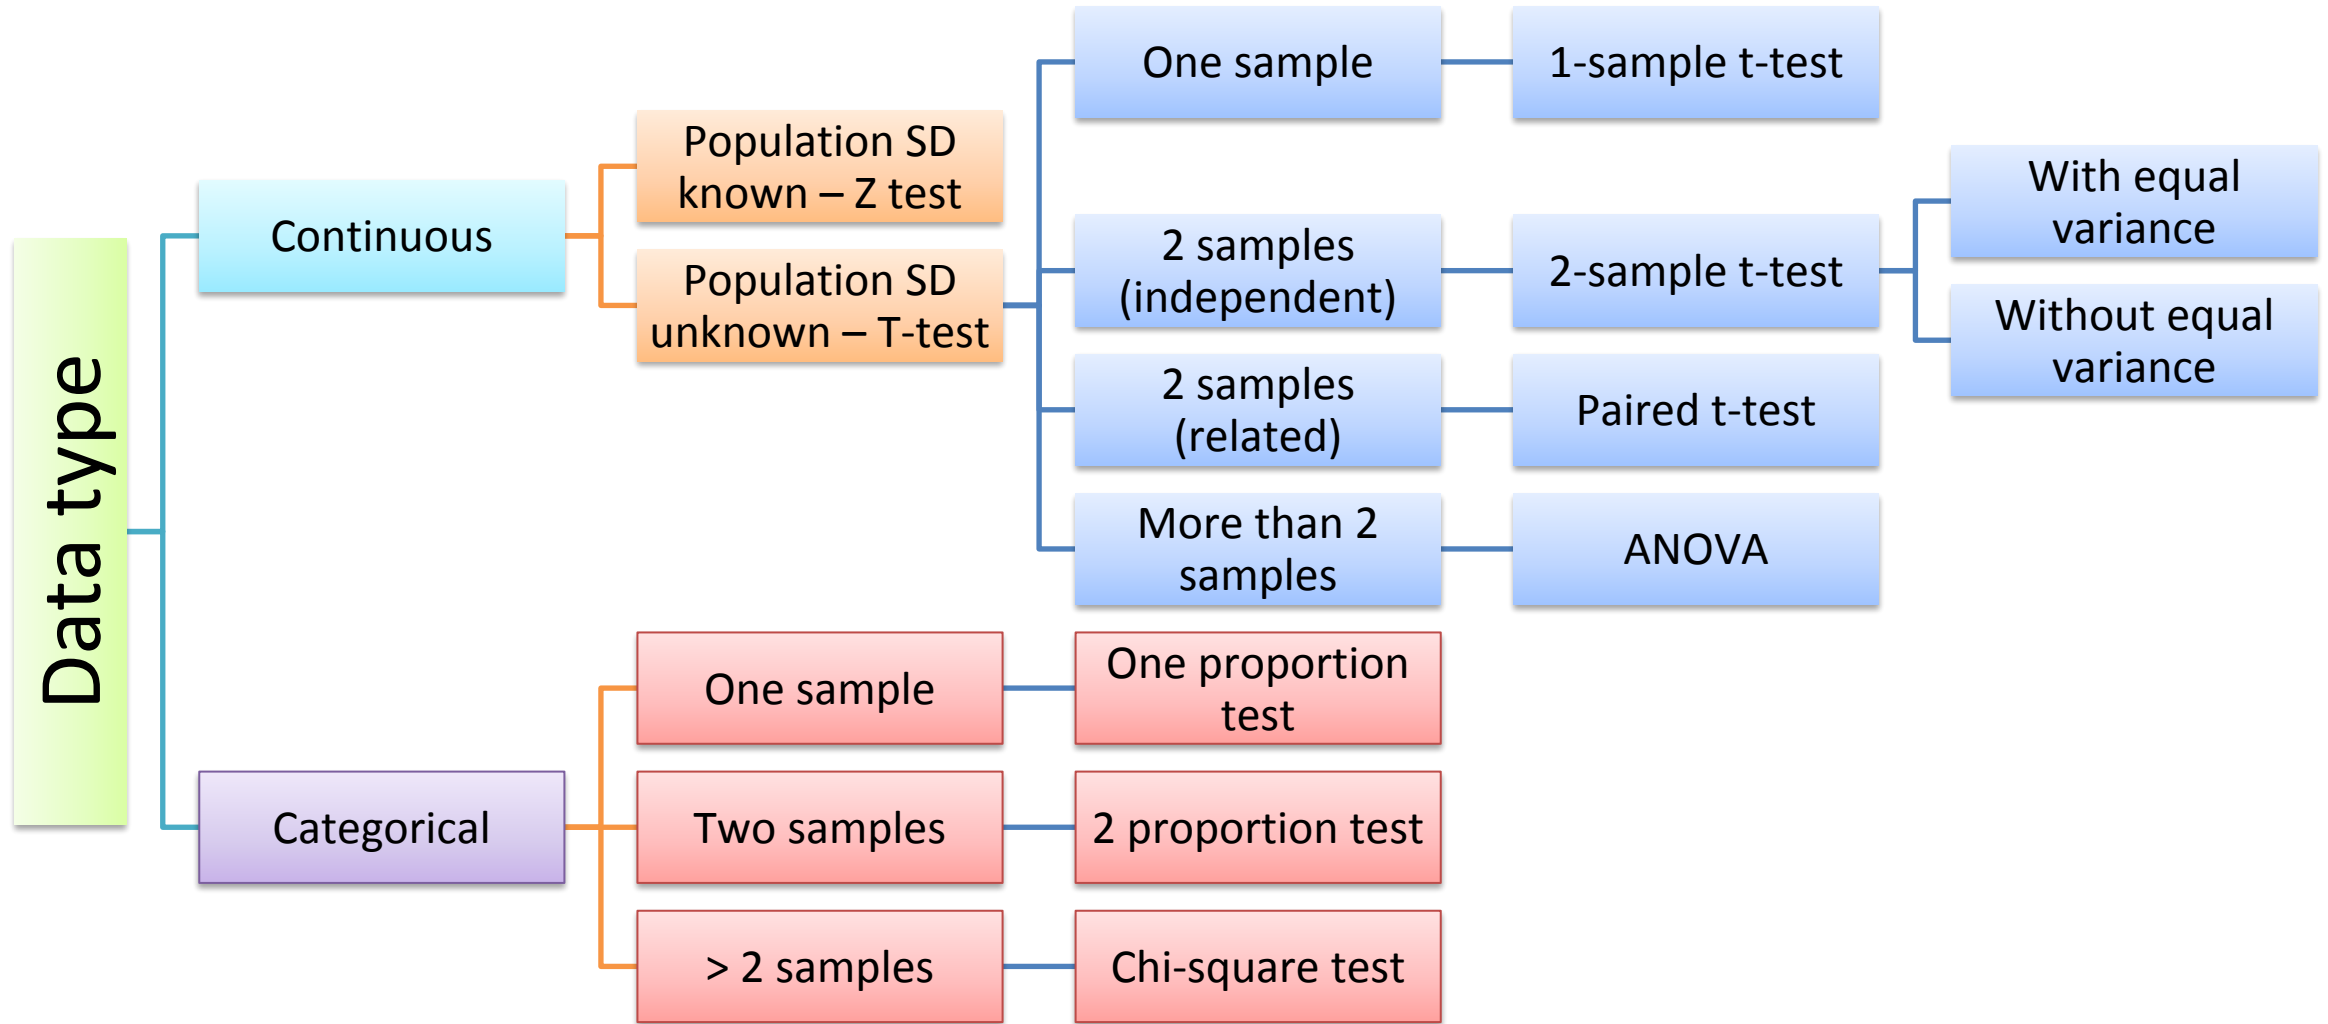 Data type
Continuous
Population SD
known – Z test
Population SD
unknown – T-test
One sample
1-sample t-test
2 samples
(independent)
2-sample t-test
With equal
variance
Without equal
variance
2 samples
(related)
Paired t-test
More than 2
samples
ANOVA
Categorical
One sample
One proportion
test
Two samples
2 proportion test
> 2 samples
Chi-square test